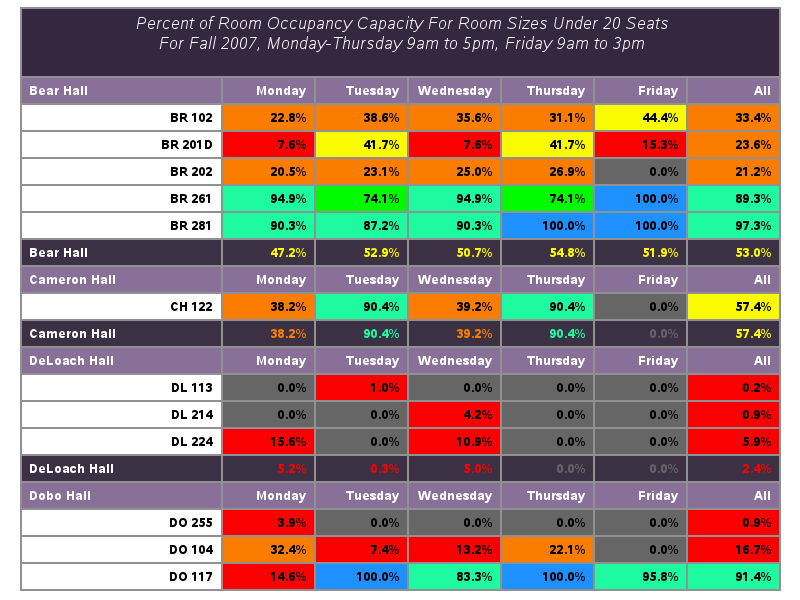 Percent of Room Occupancy Capacity For Room Sizes Under 20 Seats
For Fall 2007, Monday-Thursday 9am to 5pm, Friday 9am to 3pm
Bear Hall Monday Tuesday Wednesday Thursday Friday All
BR 102 22.8% 38.6% 35.6% 31.1% 44.4% 33.4%
BR 201D 7.6% 41.7% 7.6% 41.7% 15.3% 23.6%
BR 202 20.5% 23.1% 25.0% 26.9% 0.0% 21.2%
BR 261 94.9% 74.1% 94.9% 74.1% 100.0% 89.3%
BR 281 90.3% 87.2% 90.3% 100.0% 100.0% 97.3%
Bear Hall 47.2% 52.9% 50.7% 54.8% 51.9% 53.0%
Cameron Hall Monday Tuesday Wednesday Thursday Friday All
CH 122 38.2% 90.4% 39.2% 90.4% 0.0% 57.4%
Cameron Hall 38.2% 90.4% 39.2% 90.4% 0.0% 57.4%
DeLoach Hall Monday Tuesday Wednesday Thursday Friday All
DL 113 0.0% 1.0% 0.0% 0.0% 0.0% 0.2%
DL 214 0.0% 0.0% 4.2% 0.0% 0.0% 0.9%
DL 224 15.6% 0.0% 10.9% 0.0% 0.0% 5.9%
DeLoach Hall 5.2% 0.3% 5.0% 0.0% 0.0% 2.4%
Dobo Hall Monday Tuesday Wednesday Thursday Friday All
DO 255 3.9% 0.0% 0.0% 0.0% 0.0% 0.9%
DO 104 32.4% 7.4% 13.2% 22.1% 0.0% 16.7%
DO 117 14.6% 100.0% 83.3% 100.0% 95.8% 91.4%